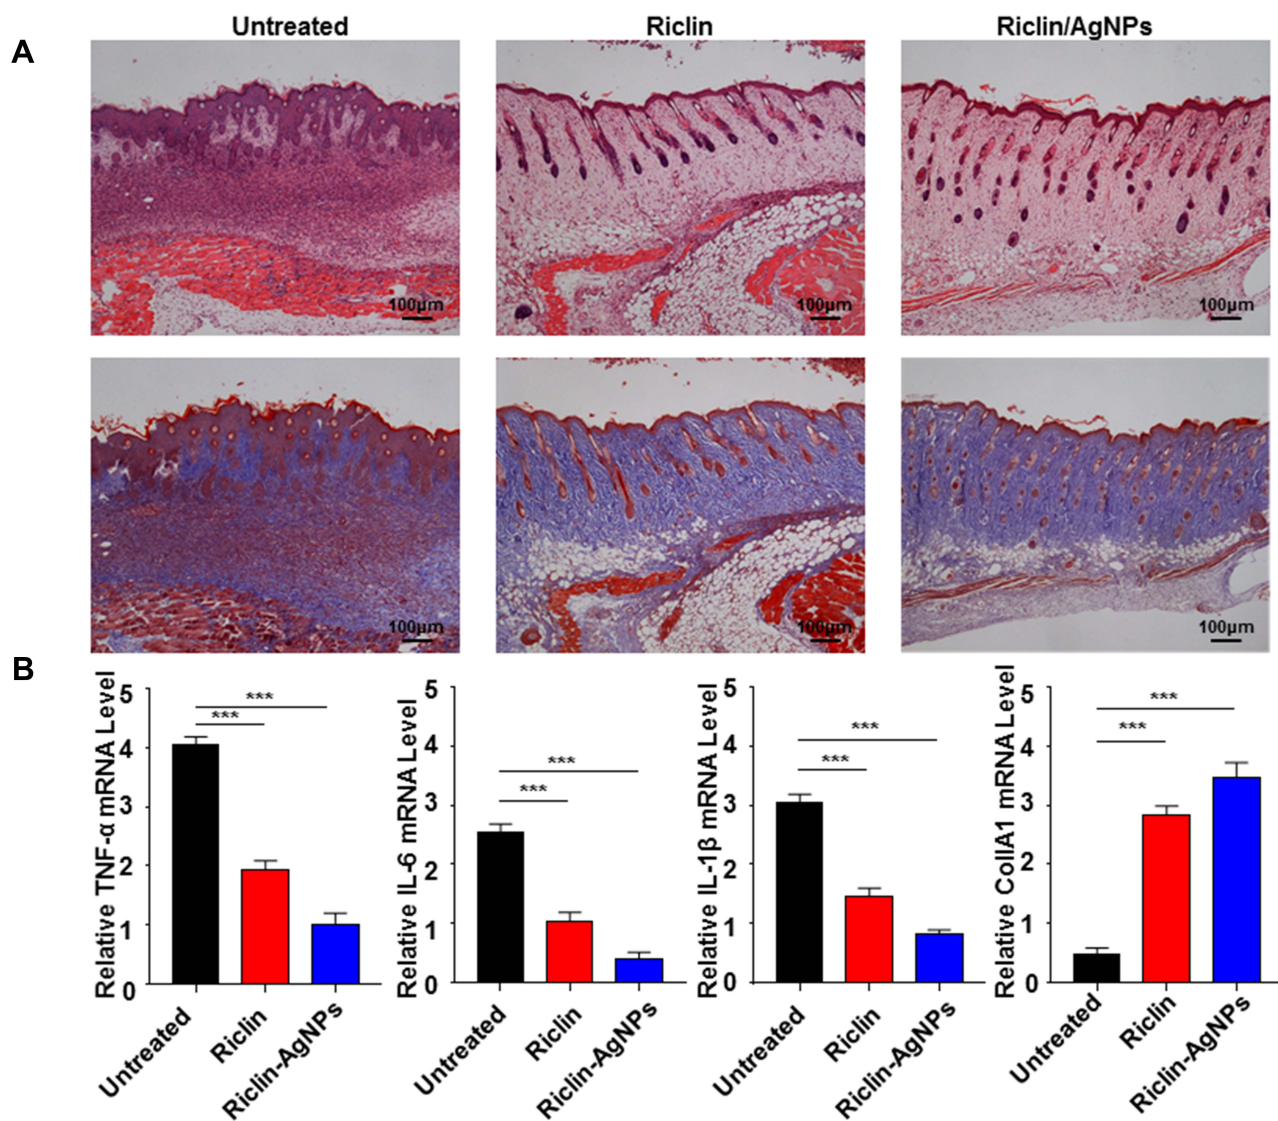 A
Untreated
Riclin
Riclin/AgNPs
100μm
100μm
100μm
100μm
100μm
100μm
B
Relative TNF-α mRNA Level
5
4
3
2
1
0
***
***
Untreated
Riclin
Riclin-AgNPs
Relative IL-6 mRNA Level
5
4
3
2
1
0
***
***
Untreated
Riclin
Riclin-AgNPs
Relative IL-1β mRNA Level
5
4
3
2
1
0
***
***
Untreated
Riclin
Riclin-AgNPs
Relative CollA1 mRNA Level
5
4
3
2
1
0
***
***
Untreated
Riclin
Riclin-AgNPs